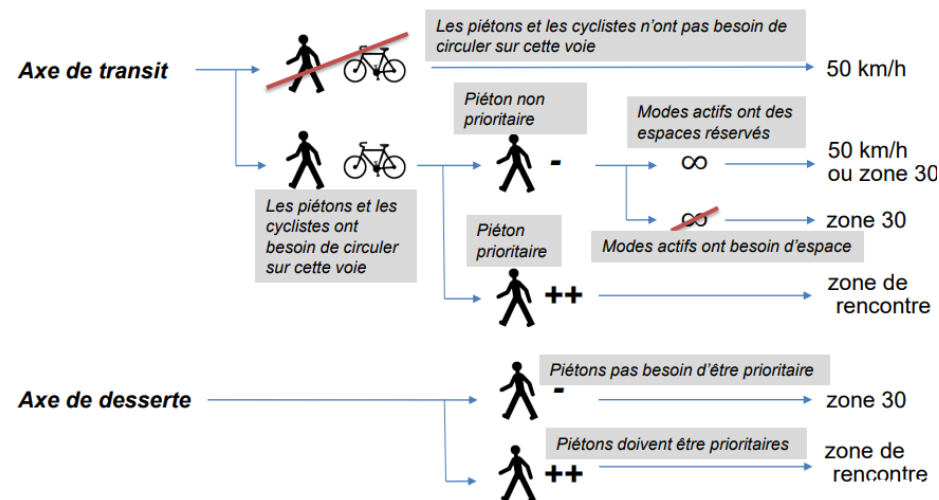 Les piétons et les cyclistes n'ont pas besoin de
circuler sur cette voie
Axe de transit
50 km/h
Piéton non
prioritaire
-
Modes actifs ont des
espaces réservés
∞
50 km/h
ou zone 30
Les piétons et les
cyclistes ont
besoin de circuler
sur cette voie
∞
zone 30
Modes actifs ont besoin d'espace
Piéton
prioritaire
++
zone de
rencontre
Axe de desserte
Piétons pas besoin d'être prioritaire
-
zone 30
Piétons doivent être prioritaires
++
zone de
rencontre